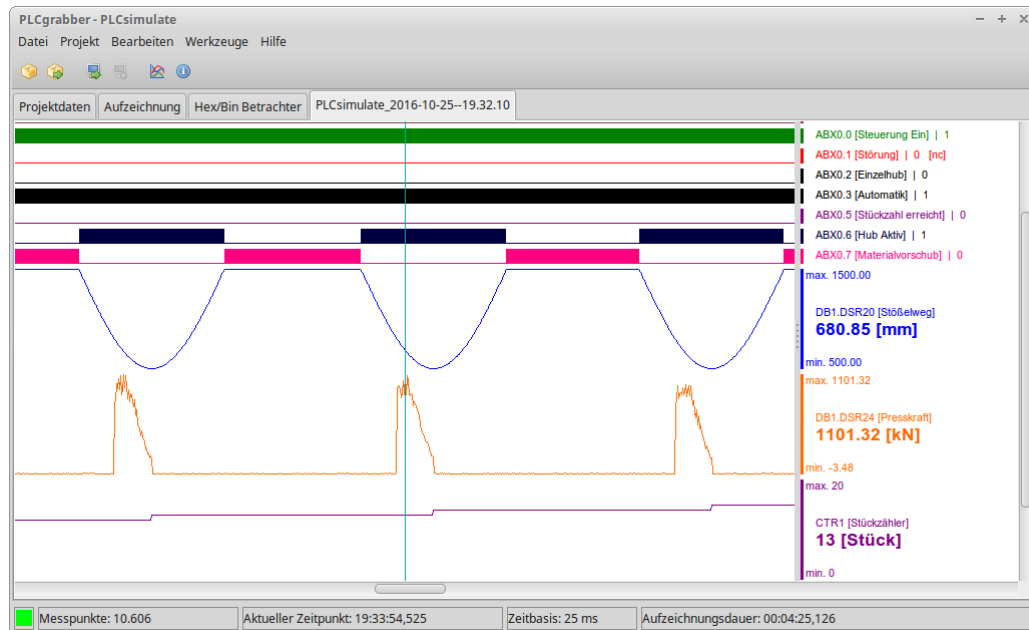 PLCgrabber - PLCsimulate
Datei Projekt Bearbeiten Werkzeuge Hilfe
Projektdaten Aufzeichnung Hex/Bin Betrachter PLCsimulate_2016-10-25--19.32.10
ABX0.0 [Steuerung Ein] | 1
ABX0.1 [Störung] | 0 [nc]
ABX0.2 [Einzelhub] | 0
ABX0.3 [Automatik] | 1
ABX0.5 [Stückzahl erreicht] | 0
ABX0.6 [Hub Aktiv] | 1
ABX0.7 [Materialvorschub] | 0
max. 1500.00
DB1.DSR20 [Stößelweg]
680.85 [mm]
min. 500.00
max. 1101.32
DB1.DSR24 [Presskraft]
1101.32 [kN]
min. -3.48
max. 20
CTR1 [Stückzähler]
13 [Stück]
min. 0
Messpunkte: 10.606 Aktueller Zeitpunkt: 19:33:54,525 Zeitbasis: 25 ms Aufzeichnungsdauer: 00:04:25,126